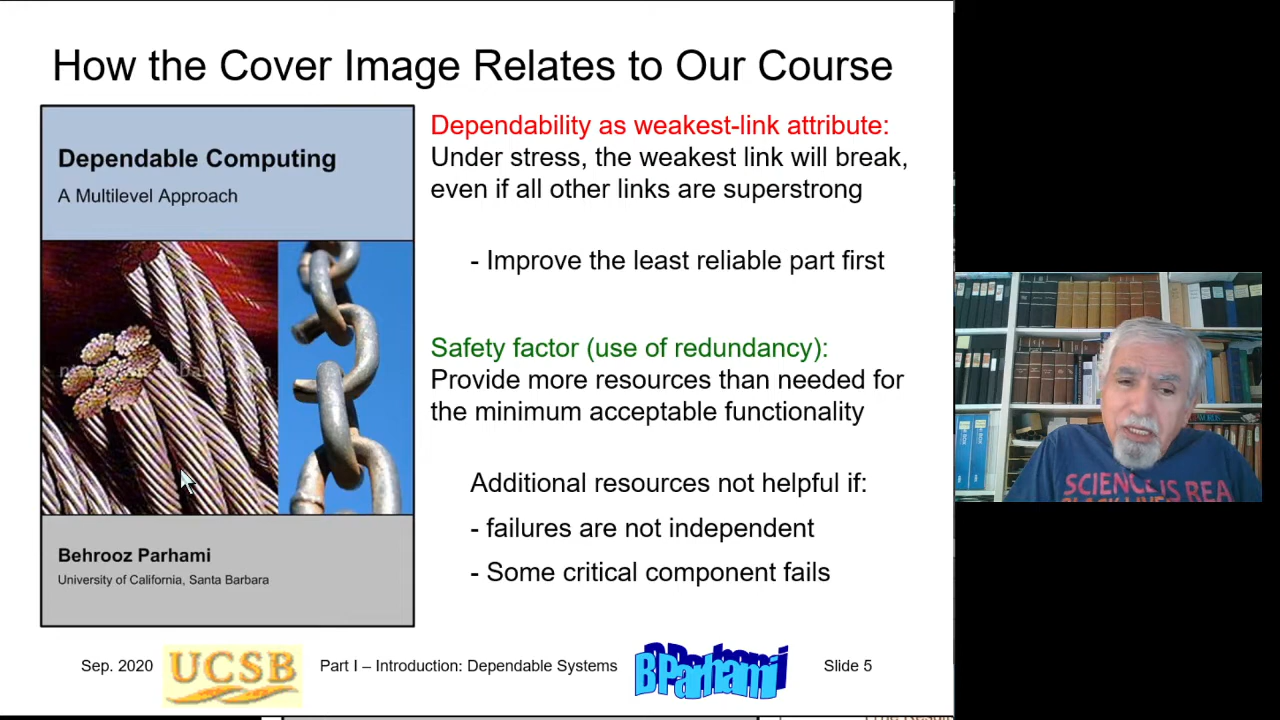 How the Cover Image Relates to Our Course
Dependable Computing
A Multilevel Approach
Behrooz Parhami
University of California, Santa Barbara
Dependability as weakest-link attribute:
Under stress, the weakest link will break,
even if all other links are superstrong
- Improve the least reliable part first
Safety factor (use of redundancy):
Provide more resources than needed for
the minimum acceptable functionality
Additional resources not helpful if:
- failures are not independent
- Some critical component fails
SCIENCE IS REA
Sep. 2020
UCSB
Part I – Introduction: Dependable Systems
B Parhami
Slide 5